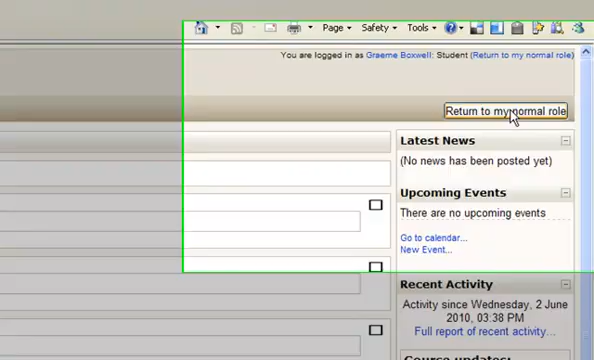 Page Safety Tools
You are logged in as Graeme Boxwell: Student (Return to my normal role)
Return to my normal role
Latest News
(No news has been posted yet)
Upcoming Events
There are no upcoming events
Go to calendar...
New Event...
Recent Activity
Activity since Wednesday, 2 June
2010, 03:38 PM
Full report of recent activity...
Course updates: